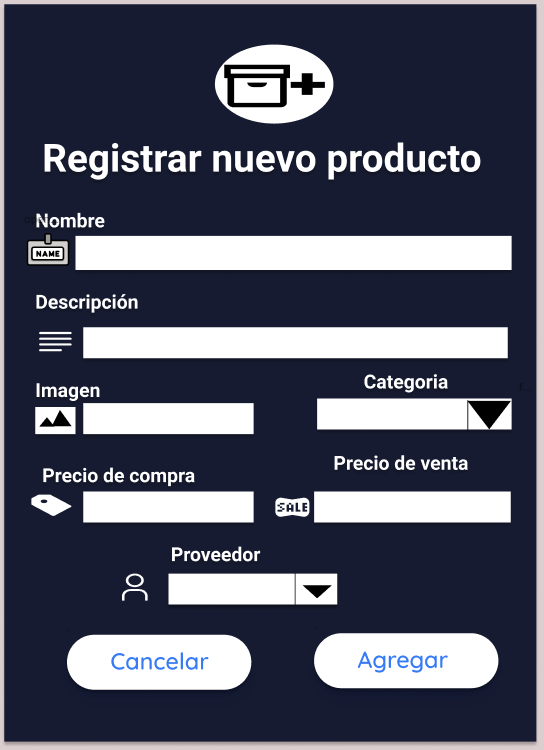 Registrar nuevo producto
Nombre
NAME
Descripción
Imagen
Categoria
Precio de compra
Precio de venta
SALE
Proveedor
Cancelar
Agregar